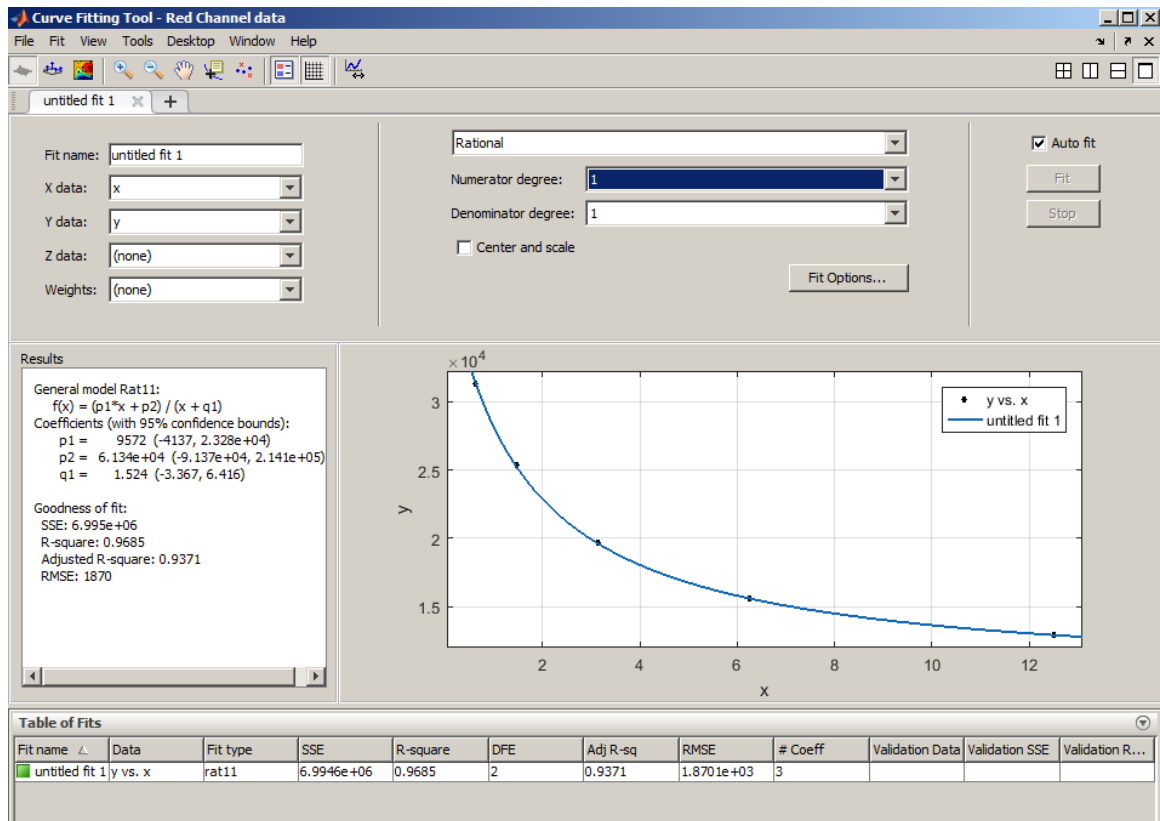 Curve Fitting Tool - Red Channel data
File Fit View Tools Desktop Window Help
untitled fit 1
Fit name: untitled fit 1
X data: x
Y data: y
Z data: (none)
Weights: (none)
Rational
Numerator degree: 1
Denominator degree: 1
Center and scale
Fit Options...
Auto fit
Fit
Stop
Results
General model Rat11:
f(x) = (p1*x + p2) / (x + q1)
Coefficients (with 95% confidence bounds):
p1 = 9572 (-4137, 2.328e+04)
p2 = 6.134e+04 (-9.137e+04, 2.141e+05)
q1 = 1.524 (-3.367, 6.416)
Goodness of fit:
SSE: 6.995e+06
R-square: 0.9685
Adjusted R-square: 0.9371
RMSE: 1870
×10^4
3
2.5
2
1.5
y
2 4 6 8 10 12
x
y vs. x
untitled fit 1
Table of Fits
Fit name Data Fit type SSE R-square DFE Adj R-sq RMSE # Coeff Validation Data Validation SSE Validation R...
untitled fit 1 y vs. x rat11 6.9946e+06 0.9685 2 0.9371 1.8701e+03 3